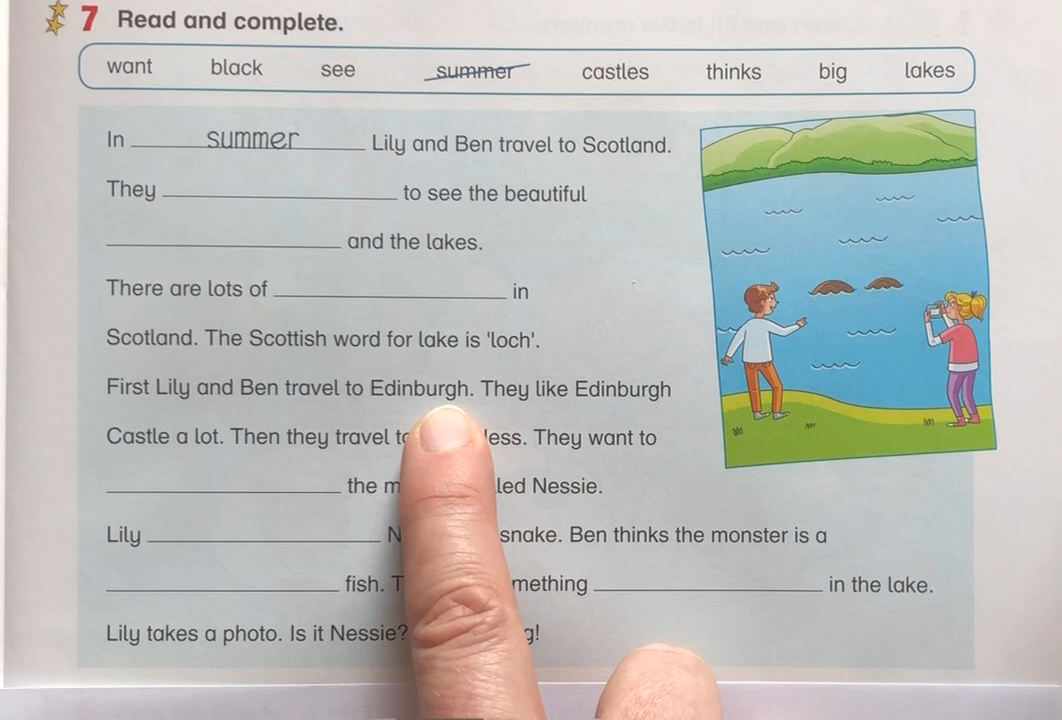 7 Read and complete.
want black see summer castles thinks big lakes
In summer Lily and Ben travel to Scotland.
They to see the beautiful
and the lakes.
There are lots of in
Scotland. The Scottish word for lake is 'loch'.
First Lily and Ben travel to Edinburgh. They like Edinburgh
Castle a lot. Then they travel They want to
the Nessie.
Lily snake. Ben thinks the monster is a
fish. in the lake.
Lily takes a photo. Is it Nessie?